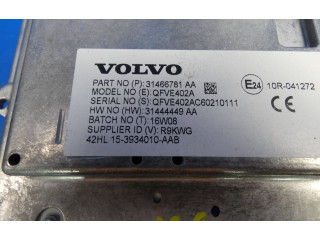 VOLVO
PART NO (P): 31466781 AA
MODEL NO (E): QFVE402A
SERIAL NO (S): QFVE402AC60210111
HW NO (HW): 31444449 AA
BATCH NO (T): 16W08
SUPPLIER ID (V): R9KWG
42HL 15-3934010-AAB
E24 10R-041272
CE